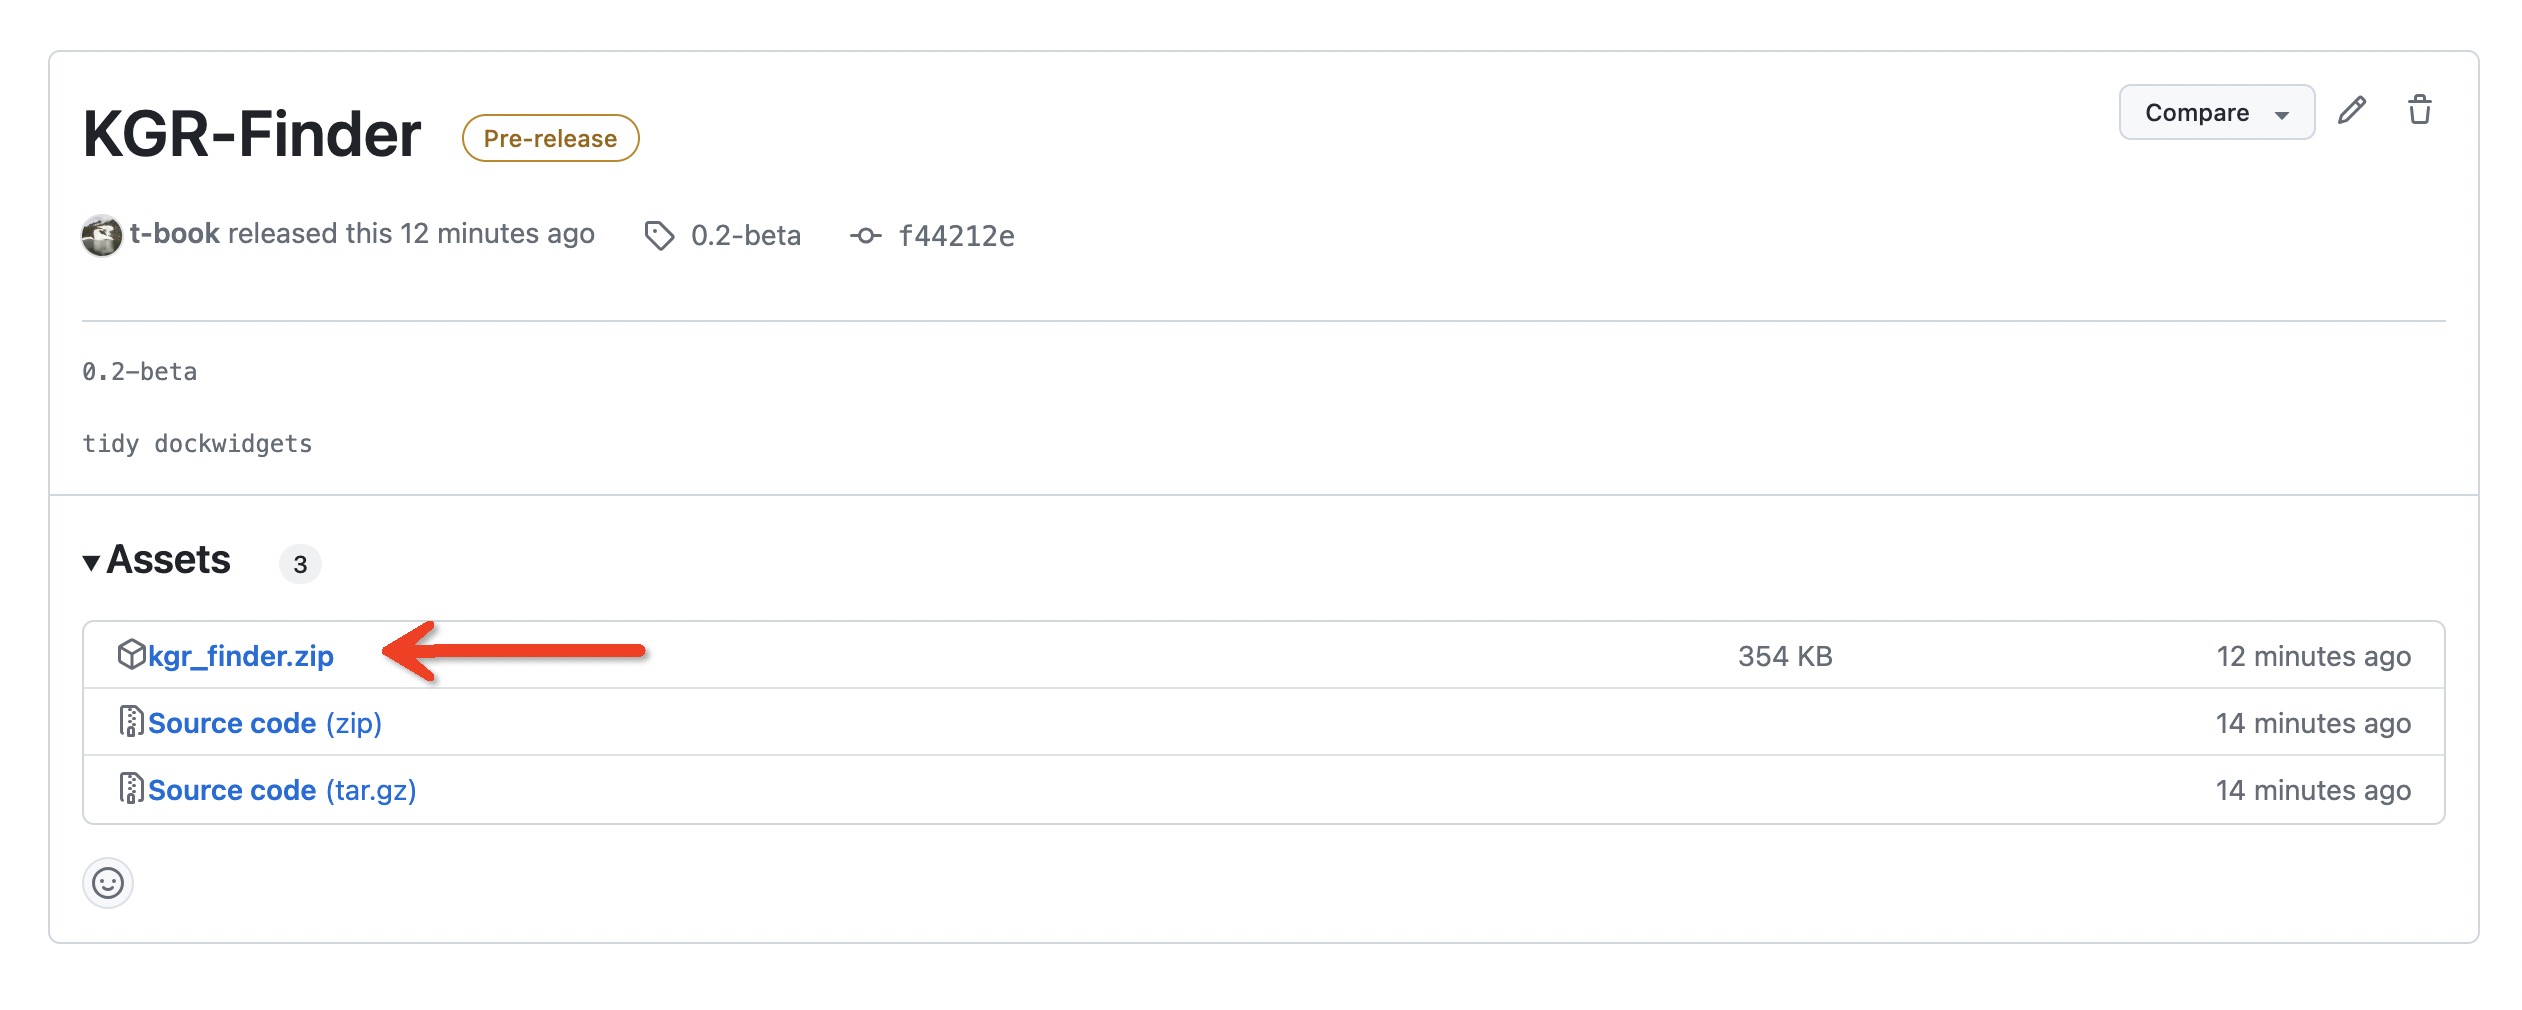 KGR-Finder Pre-release Compare
t-book released this 12 minutes ago 0.2-beta f44212e
0.2-beta
tidy dockwidgets
Assets 3
kgr_finder.zip 354 KB 12 minutes ago
Source code (zip) 14 minutes ago
Source code (tar.gz) 14 minutes ago